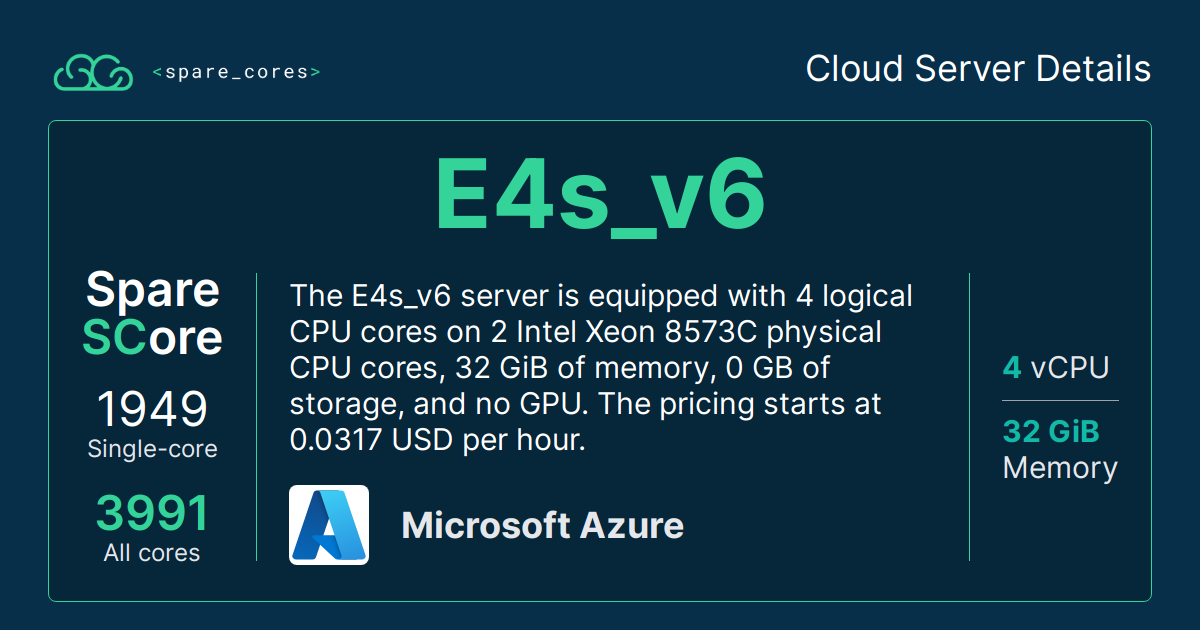 <spare_cores>
Cloud Server Details
E4s_v6
Spare
SCore
1949
Single-core
3991
All cores
The E4s_v6 server is equipped with 4 logical
CPU cores on 2 Intel Xeon 8573C physical
CPU cores, 32 GiB of memory, 0 GB of
storage, and no GPU. The pricing starts at
0.0317 USD per hour.
Microsoft Azure
4 vCPU
32 GiB
Memory